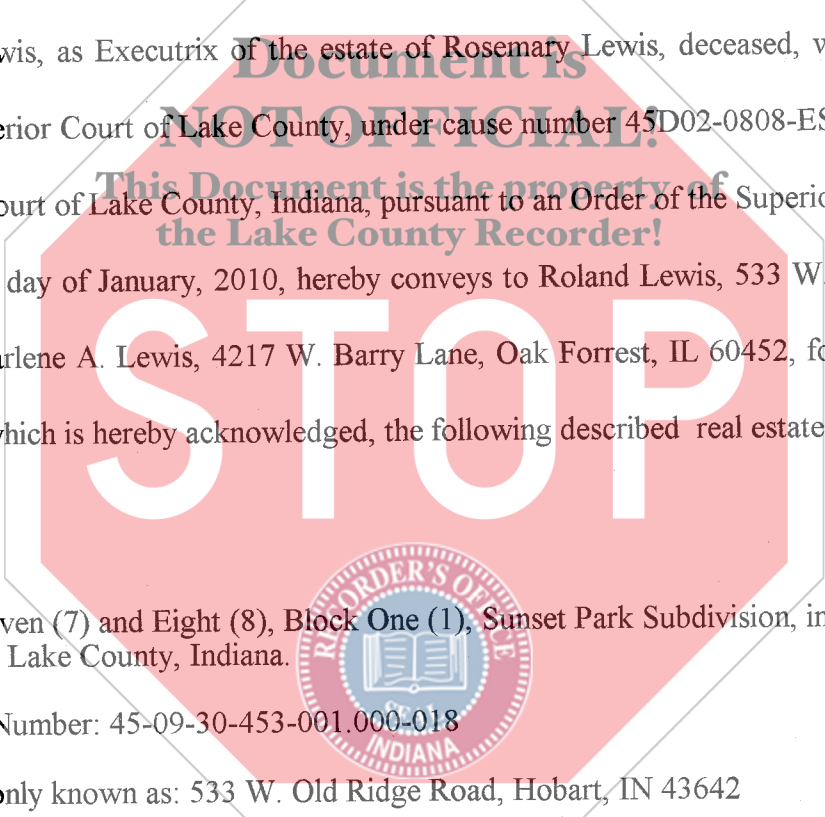 wis, as Executrix of the estate of Rosemary Lewis, deceased,
Document is
erior Court of Lake County, under cause number 45D02-0808-ES
NOT OFFICIAL!
This Document is the property of
ourt of Lake County, Indiana, pursuant to an Order of the Superio
the Lake County Recorder!
day of January, 2010, hereby conveys to Roland Lewis, 533 W.
STOP
arlene A. Lewis, 4217 W. Barry Lane, Oak Forrest, IL 60452, fo
which is hereby acknowledged, the following described real estate
RECORDER'S OFFICE
ven (7) and Eight (8), Block One (1), Sunset Park Subdivision, in
Lake County, Indiana.
SEAL
Number: 45-09-30-453-001.000-018
INDIANA
only known as: 533 W. Old Ridge Road, Hobart, IN 43642